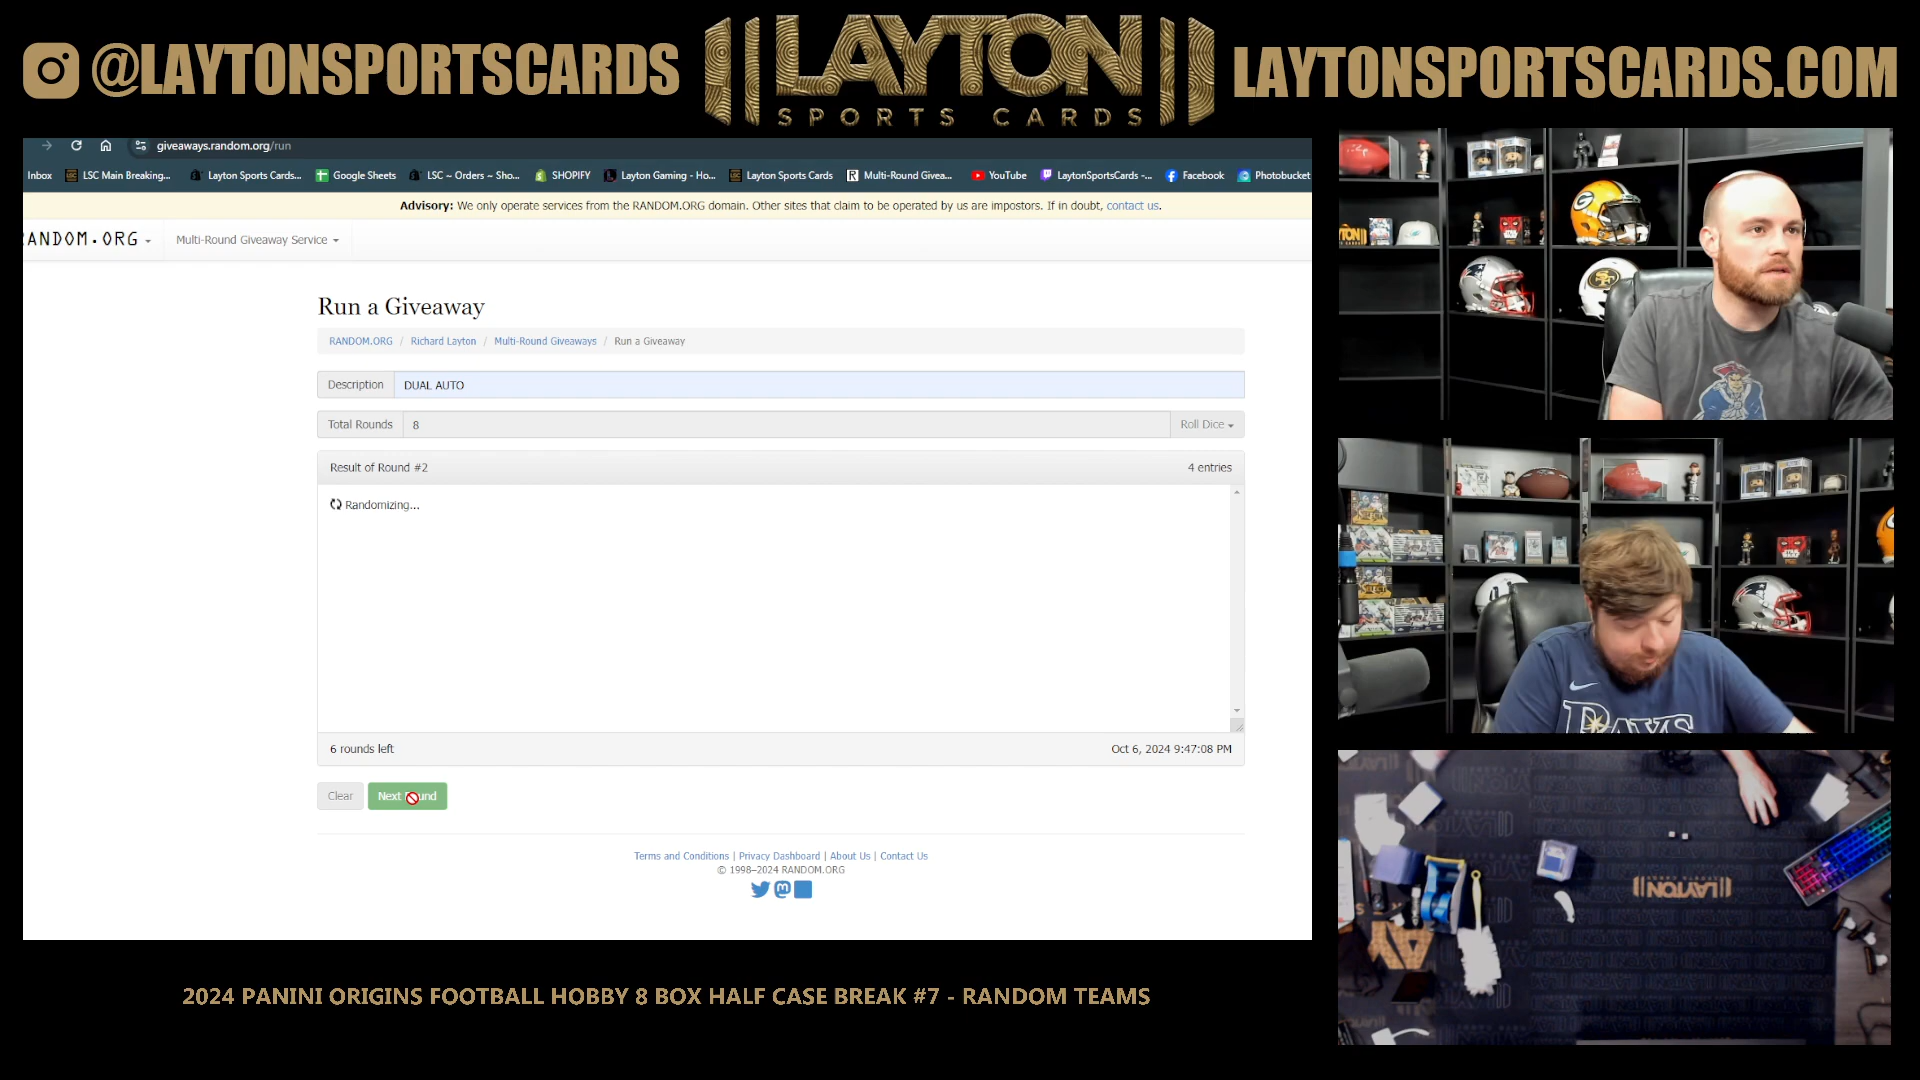 @LAYTONSPORTSCARDS
LAYTON
SPORTS CARDS
LAYTONSPORTSCARDS.COM
giveaways.random.org/run
Inbox LSC Main Breaking... Layton Sports Cards... Google Sheets LSC ~ Orders ~ Sho... SHOPIFY Layton Gaming - Ho... Layton Sports Cards Multi-Round Givea... YouTube LaytonSportsCards -... Facebook Photobucket
Advisory: We only operate services from the RANDOM.ORG domain. Other sites that claim to be operated by us are impostors. If in doubt, contact us.
RANDOM.ORG Multi-Round Giveaway Service
Run a Giveaway
RANDOM.ORG / Richard Layton / Multi-Round Giveaways / Run a Giveaway
Description DUAL AUTO
Total Rounds 8 Roll Dice
Result of Round #2 4 entries
Randomizing...
6 rounds left Oct 6, 2024 9:47:08 PM
Clear Next
Terms and Conditions | Privacy Dashboard | About Us | Contact Us
© 1998–2024 RANDOM.ORG
RAYS
LAYTON
2024 PANINI ORIGINS FOOTBALL HOBBY 8 BOX HALF CASE BREAK #7 - RANDOM TEAMS